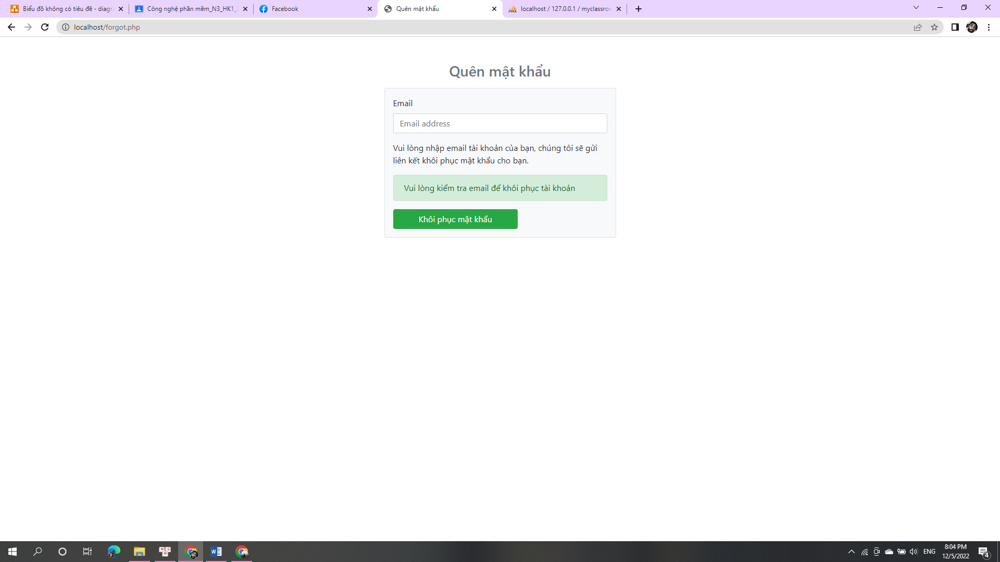 Biểu đồ không có tiêu đề - diagra
Công nghệ phần mềm_N3_HK1_2
Facebook
Quên mật khẩu
localhost / 127.0.0.1 / myclassroo
localhost/forgot.php
Quên mật khẩu
Email
Email address
Vui lòng nhập email tài khoản của bạn, chúng tôi sẽ gửi
liên kết khôi phục mật khẩu cho bạn.
Vui lòng kiểm tra email để khôi phục tài khoản
Khôi phục mật khẩu
ENG
8:04 PM
12/5/2022
4